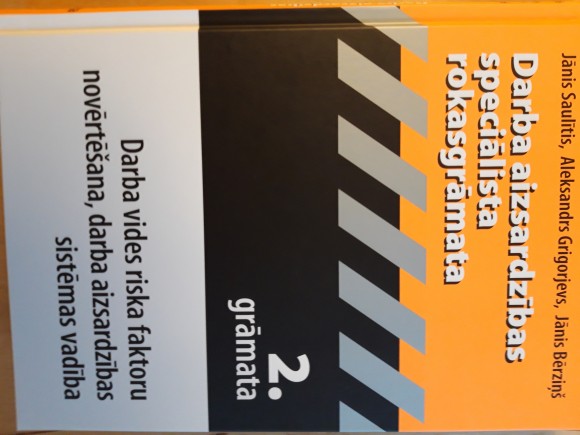 Jānis Saulītis, Aleksandrs Grigorjevs, Jānis Bērziņš
Darba aizsardzības
speciālista
rokasgrāmata
2.
grāmata
Darba vides riska faktoru
novērtēšana, darba aizsardzības
sistēmas vadība